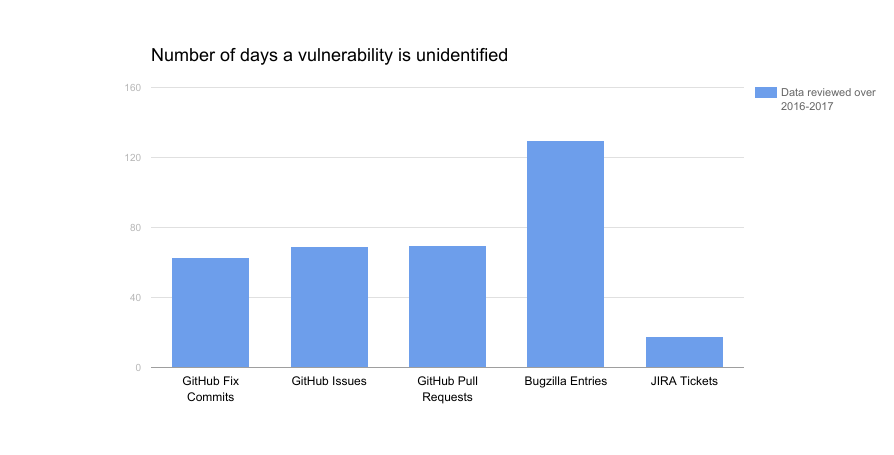 Number of days a vulnerability is unidentified
160
Data reviewed over
2016-2017
120
80
40
0
GitHub Fix
Commits
GitHub Issues
GitHub Pull
Requests
Bugzilla Entries
JIRA Tickets